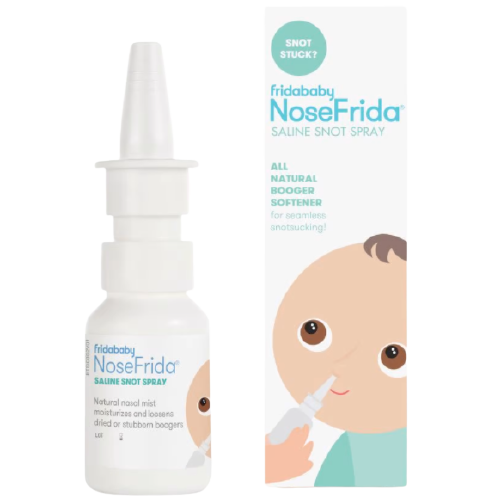 fridababy
NoseFrida®
SALINE SNOT SPRAY
Natural nasal mist
moisturizes and loosens
dried or stubborn boogers
LOT
SNOT
STUCK?
fridababy
NoseFrida®
SALINE SNOT SPRAY
ALL
NATURAL
BOOGER
SOFTENER
for seamless
snotsucking!